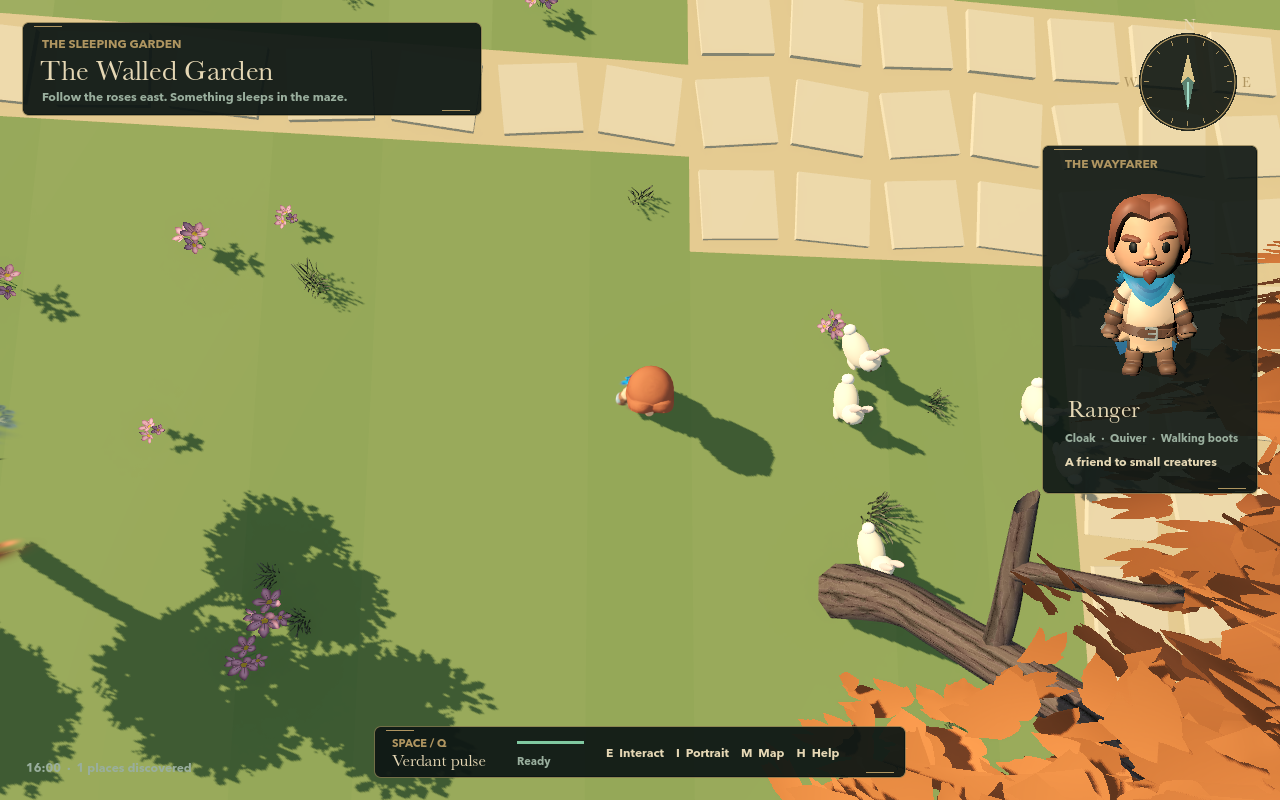 THE SLEEPING GARDEN
The Walled Garden
Follow the roses east. Something sleeps in the maze.
N
W
E
THE WAYFARER
Ranger
Cloak · Quiver · Walking boots
A friend to small creatures
SPACE / Q
Verdant pulse
Ready
E Interact I Portrait M Map H Help
16:00 · 1 places discovered